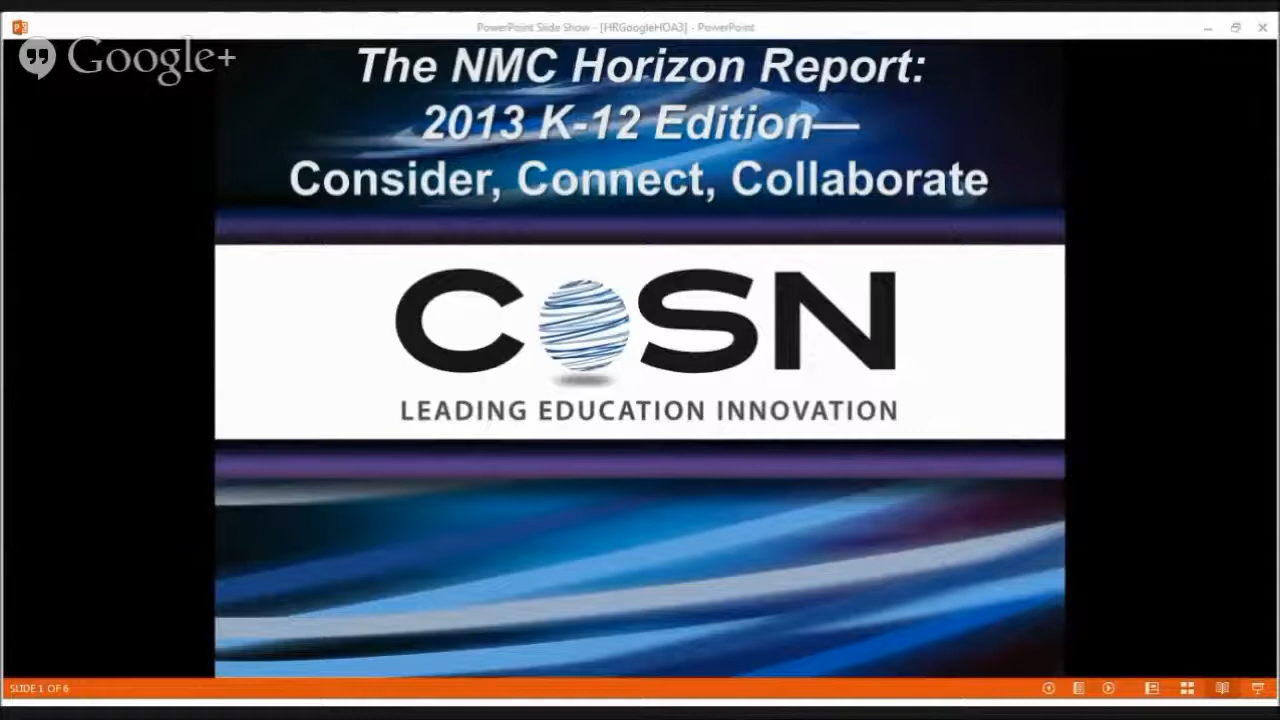 PowerPoint Slide Show - [HRGoogleHOA3] - PowerPoint
Google+
The NMC Horizon Report:
2013 K-12 Edition—
Consider, Connect, Collaborate
COSN
LEADING EDUCATION INNOVATION
SLIDE 1 OF 6